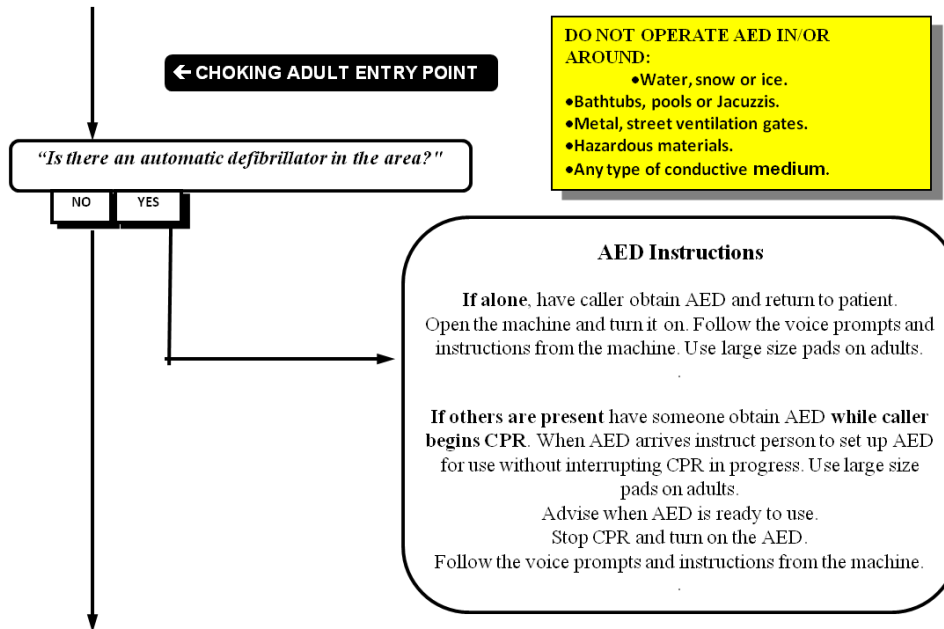 ← CHOKING ADULT ENTRY POINT
DO NOT OPERATE AED IN/OR
AROUND:
•Water, snow or ice.
•Bathtubs, pools or Jacuzzis.
•Metal, street ventilation gates.
•Hazardous materials.
•Any type of conductive medium.
“Is there an automatic defibrillator in the area?"
NO YES
AED Instructions
If alone, have caller obtain AED and return to patient.
Open the machine and turn it on. Follow the voice prompts and
instructions from the machine. Use large size pads on adults.
.
If others are present have someone obtain AED while caller
begins CPR. When AED arrives instruct person to set up AED
for use without interrupting CPR in progress. Use large size
pads on adults.
Advise when AED is ready to use.
Stop CPR and turn on the AED.
Follow the voice prompts and instructions from the machine.
.